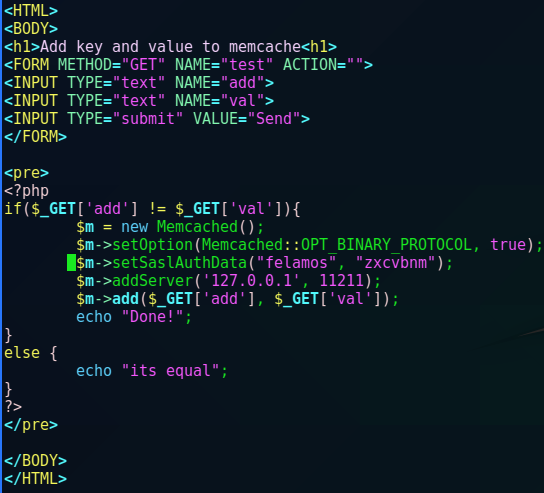 <HTML>
<BODY>
<h1>Add key and value to memcache<h1>
<FORM METHOD="GET" NAME="test" ACTION="">
<INPUT TYPE="text" NAME="add">
<INPUT TYPE="text" NAME="val">
<INPUT TYPE="submit" VALUE="Send">
</FORM>

<pre>
<?php
if($_GET['add'] != $_GET['val']){
        $m = new Memcached();
        $m->setOption(Memcached::OPT_BINARY_PROTOCOL, true);
        $m->setSaslAuthData("felamos", "zxcvbnm");
        $m->addServer('127.0.0.1', 11211);
        $m->add($_GET['add'], $_GET['val']);
        echo "Done!";
}
else {
        echo "its equal";
}
?>
</pre>

</BODY>
</HTML>